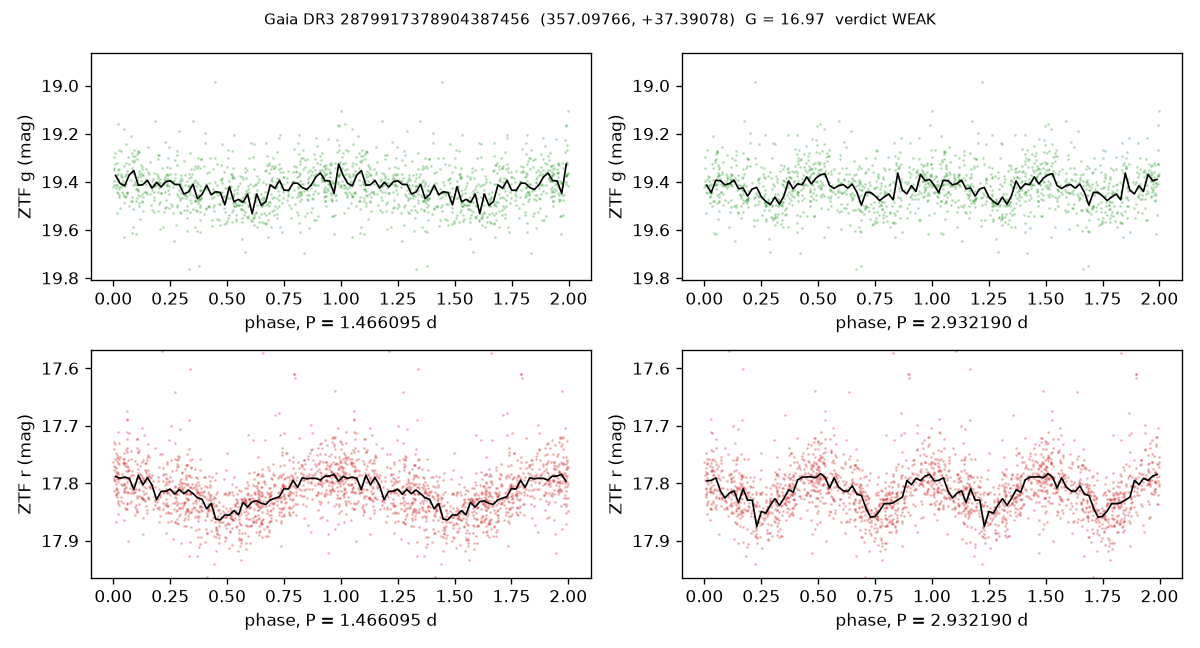 Gaia DR3 2879917378904387456  (357.09766, +37.39078)  G = 16.97  verdict WEAK
ZTF g (mag)
19.0
19.2
19.4
19.6
19.8
0.00 0.25 0.50 0.75 1.00 1.25 1.50 1.75 2.00
phase, P = 1.466095 d
ZTF g (mag)
19.0
19.2
19.4
19.6
19.8
0.00 0.25 0.50 0.75 1.00 1.25 1.50 1.75 2.00
phase, P = 2.932190 d
ZTF r (mag)
17.6
17.7
17.8
17.9
0.00 0.25 0.50 0.75 1.00 1.25 1.50 1.75 2.00
phase, P = 1.466095 d
ZTF r (mag)
17.6
17.7
17.8
17.9
0.00 0.25 0.50 0.75 1.00 1.25 1.50 1.75 2.00
phase, P = 2.932190 d